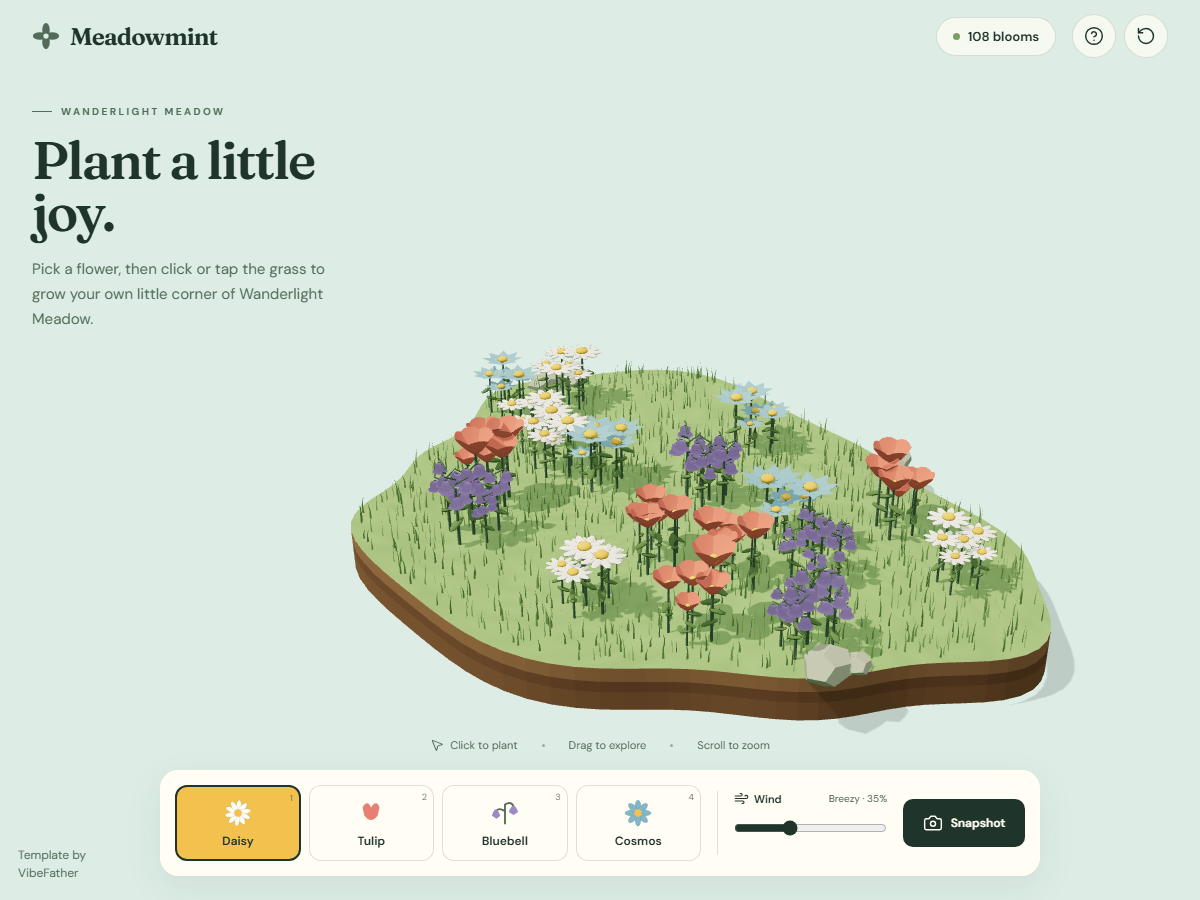 Meadowmint
108 blooms
WANDERLIGHT MEADOW
Plant a little
joy.
Pick a flower, then click or tap the grass to
grow your own little corner of Wanderlight
Meadow.
Click to plant • Drag to explore • Scroll to zoom
1
Daisy
2
Tulip
3
Bluebell
4
Cosmos
Wind
Breezy · 35%
Snapshot
Template by
VibeFather